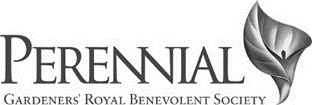 PERENNIAL
GARDENERS' ROYAL BENEVOLENT SOCIETY